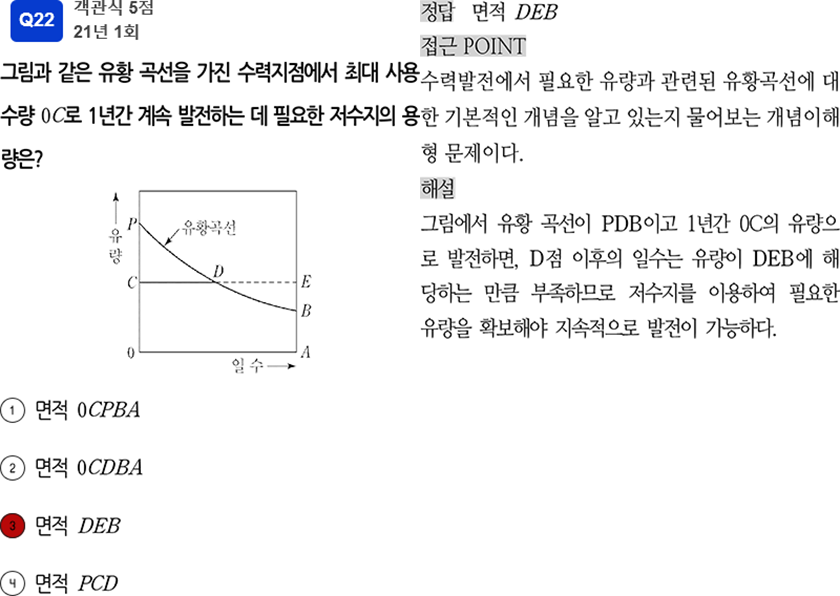 Q22
객관식 5점
21년 1회
그림과 같은 유황 곡선을 가진 수력지점에서 최대 사용
수량 0C로 1년간 계속 발전하는 데 필요한 저수지의 용
량은?
P
유량
유황곡선
C
D
E
B
0
A
일수
① 면적 0CPBA
② 면적 0CDBA
③ 면적 DEB
④ 면적 PCD
정답 면적 DEB
접근 POINT
수력발전에서 필요한 유량과 관련된 유황곡선에 대
한 기본적인 개념을 알고 있는지 물어보는 개념이해
형 문제이다.
해설
그림에서 유황 곡선이 PDB이고 1년간 0C의 유량으
로 발전하면, D점 이후의 일수는 유량이 DEB에 해
당하는 만큼 부족하므로 저수지를 이용하여 필요한
유량을 확보해야 지속적으로 발전이 가능하다.